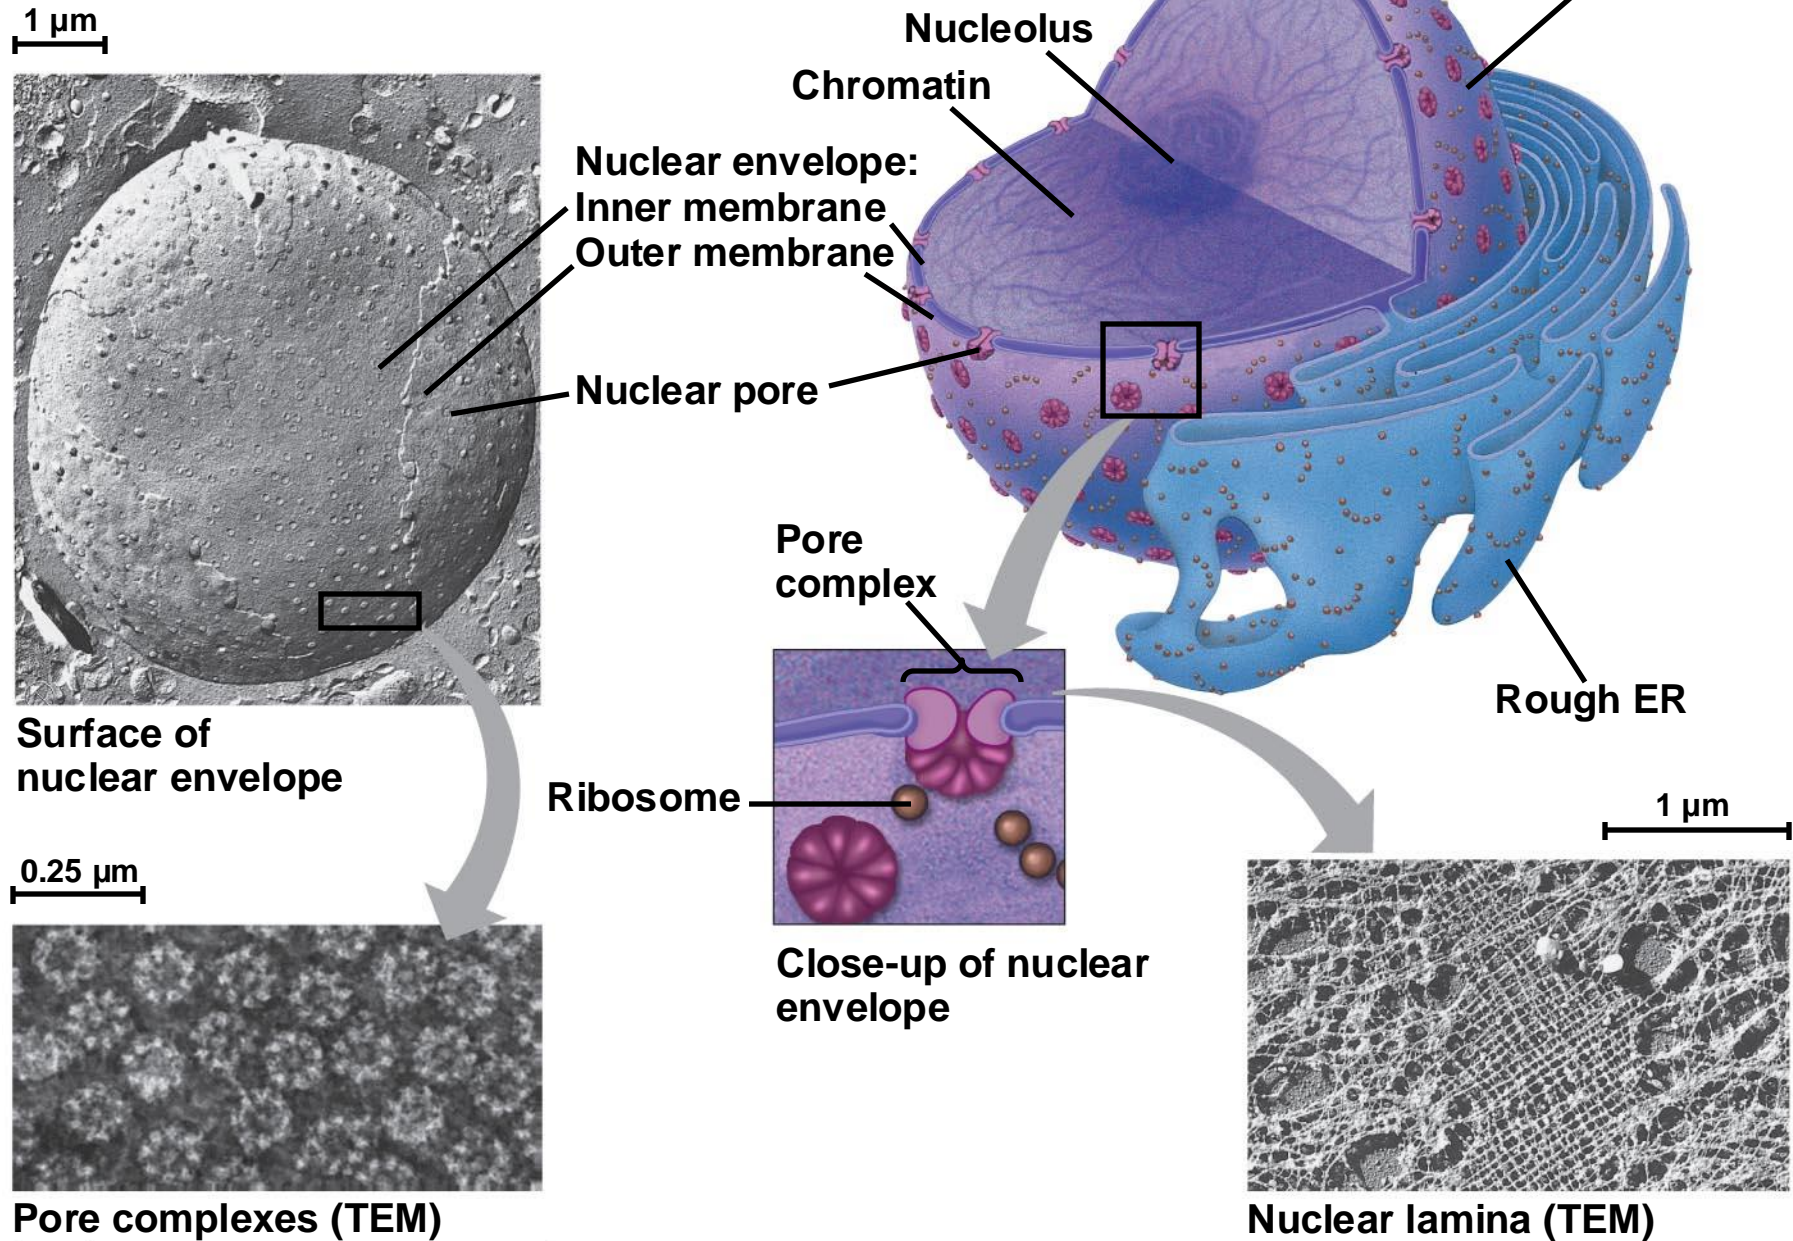 1 µm
Nucleolus
Chromatin
Nuclear envelope:
Inner membrane
Outer membrane
Nuclear pore
Pore
complex
Surface of
nuclear envelope
Ribosome
Rough ER
1 µm
0.25 µm
Close-up of nuclear
envelope
Pore complexes (TEM)
Nuclear lamina (TEM)